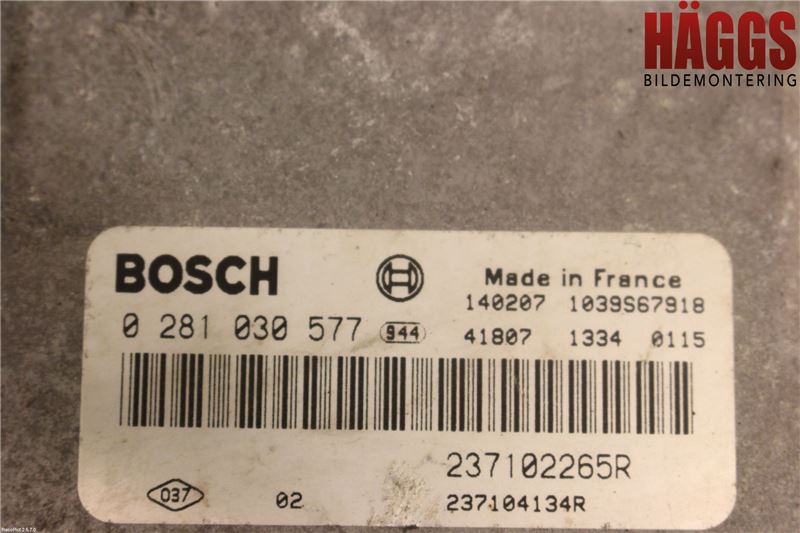 HÄGGS
BILDEMONTERING
BOSCH
Made in France
140207 1039S67918
0 281 030 577 944 41807 1334 0115
237102265R
037 02 237104134R